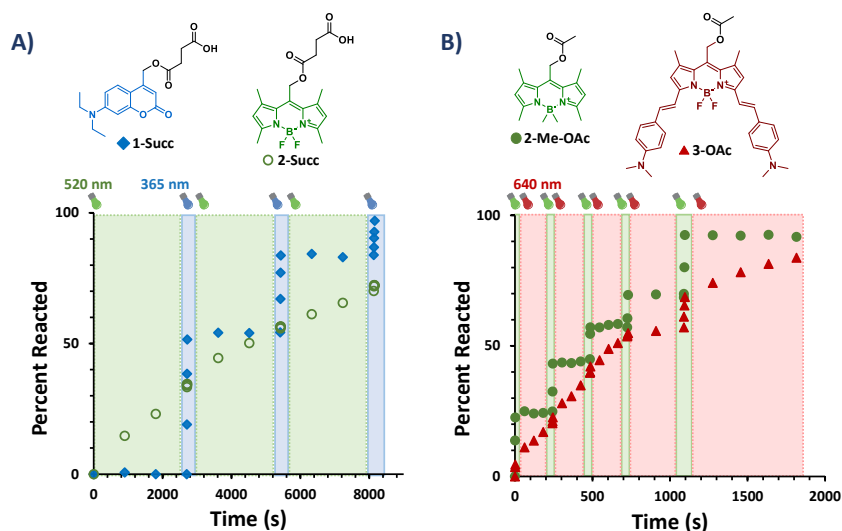 A)
O
OH
O
O
O
N
O
O
1-Succ
O
OH
O
O
N
N+
B-
F
F
2-Succ
520 nm
365 nm
100
50
0
Percent Reacted
0
2000
4000
6000
8000
Time (s)
B)
O
O
N
N+
B-
2-Me-OAc
O
O
N
N+
B-
F
F
N
N
3-OAc
640 nm
100
50
0
Percent Reacted
0
500
1000
1500
2000
Time (s)